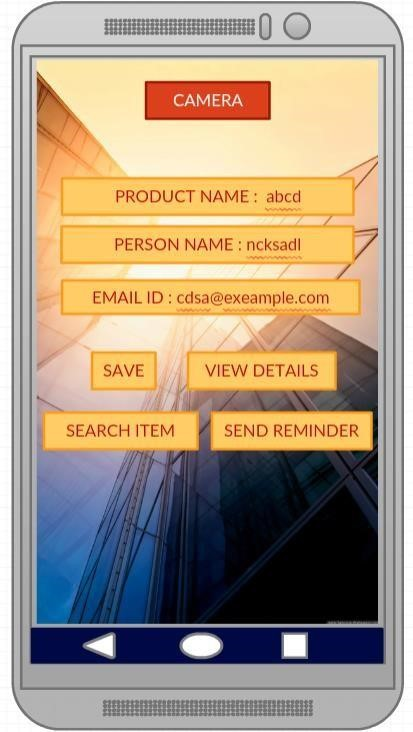 CAMERA
PRODUCT NAME : abcd
PERSON NAME : ncksadl
EMAIL ID : cdsa@exeample.com
SAVE VIEW DETAILS
SEARCH ITEM SEND REMINDER